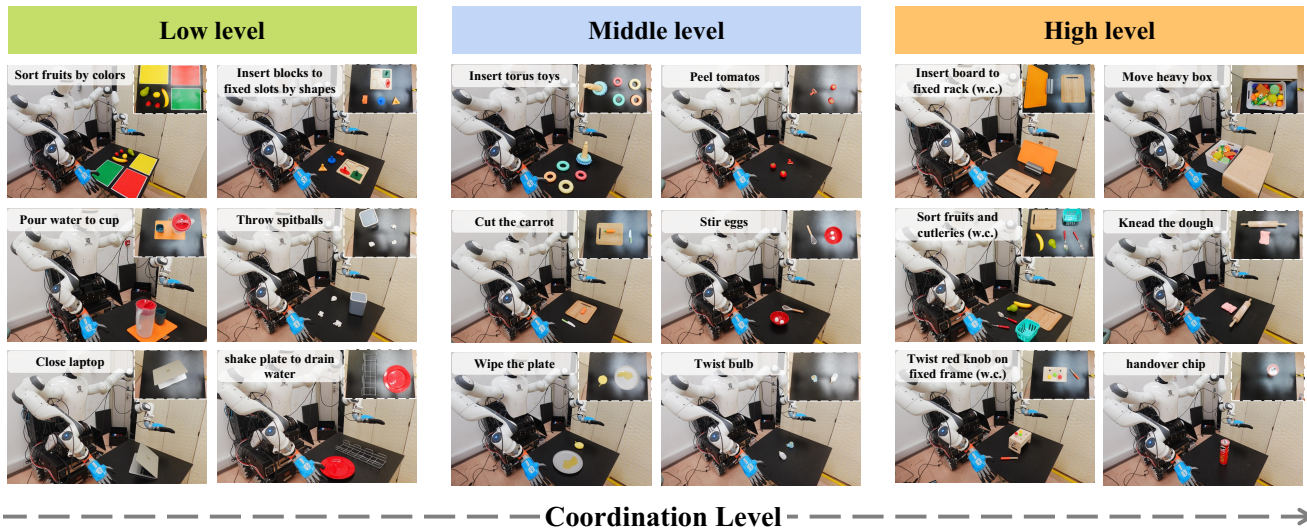 Low level
Middle level
High level
Sort fruits by colors
Insert blocks to
fixed slots by shapes
Insert torus toys
Peel tomatos
Insert board to
fixed rack (w.c.)
Move heavy box
Pour water to cup
Throw spitballs
Cut the carrot
Stir eggs
Sort fruits and
cutleries (w.c.)
Knead the dough
Close laptop
shake plate to drain
water
Wipe the plate
Twist bulb
Twist red knob on
fixed frame (w.c.)
handover chip
Coordination Level